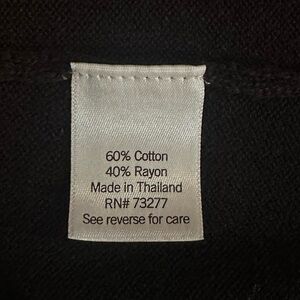 60% Cotton
40% Rayon
Made in Thailand
RN# 73277
See reverse for care